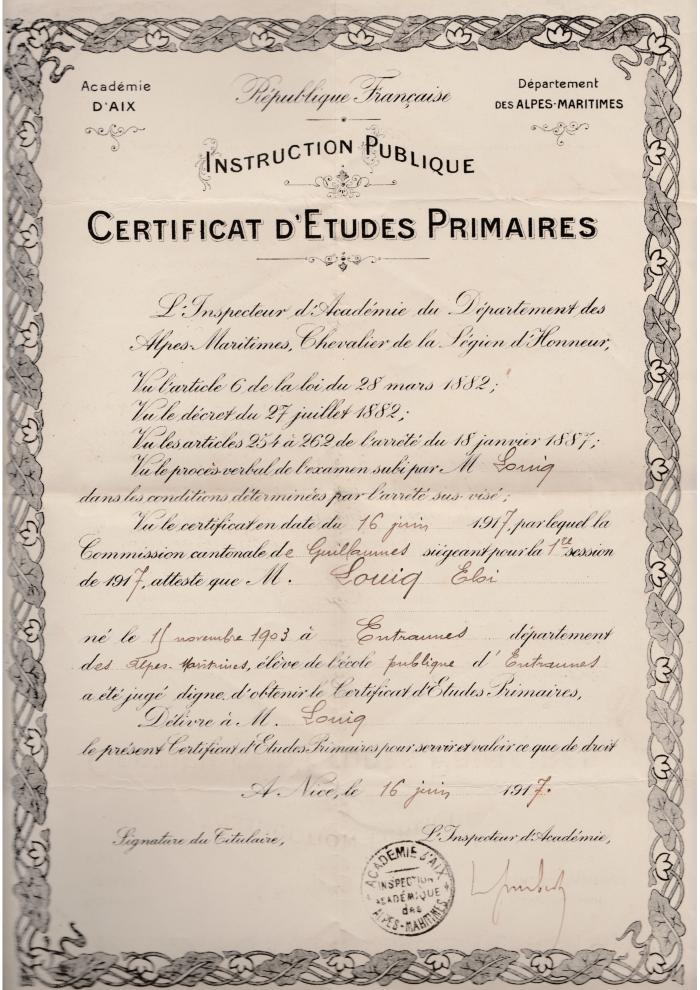 Académie
D'AIX
République Française
Département
DES ALPES-MARITIMES
INSTRUCTION PUBLIQUE
CERTIFICAT D'ETUDES PRIMAIRES
L'Inspecteur d'Académie du Département des
Alpes-Maritimes, Chevalier de la Légion d'Honneur,
Vu l'article 6 de la loi du 28 mars 1882;
Vu le décret du 27 juillet 1882;
Vu les articles 254 à 262 de l'arrêté du 18 janvier 1887;
Vu le procès-verbal de l'examen subi par M Louiq
dans les conditions déterminées par l'arrêté sus-visé;
Vu le certificat en date du 16 juin 1917, par lequel la
Commission cantonale de Guillaumes siégeant pour la 1re session
de 1917, atteste que M. Louiq Eloi
né le 15 novembre 1903 à Entraunes département
des Alpes-Maritimes, élève de l'école publique d'Entraunes
a été jugé digne d'obtenir le Certificat d'Etudes Primaires,
Délivré à M. Louiq
le présent Certificat d'Etudes Primaires pour servir et valoir ce que de droit
A Nice, le 16 juin 1917.
Signature du Titulaire,
L'Inspecteur d'Académie,
ACADÉMIE D'AIX
INSPECTION
ACADÉMIQUE
des
ALPES-MARITIMES